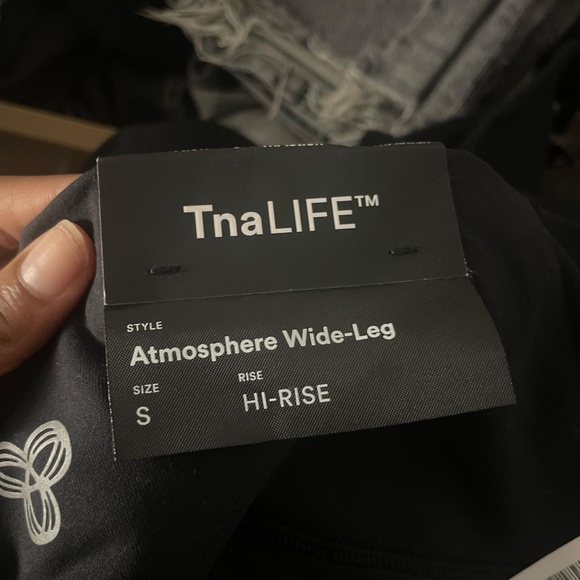 TnaLIFE™
STYLE
Atmosphere Wide-Leg
SIZE RISE
S HI-RISE